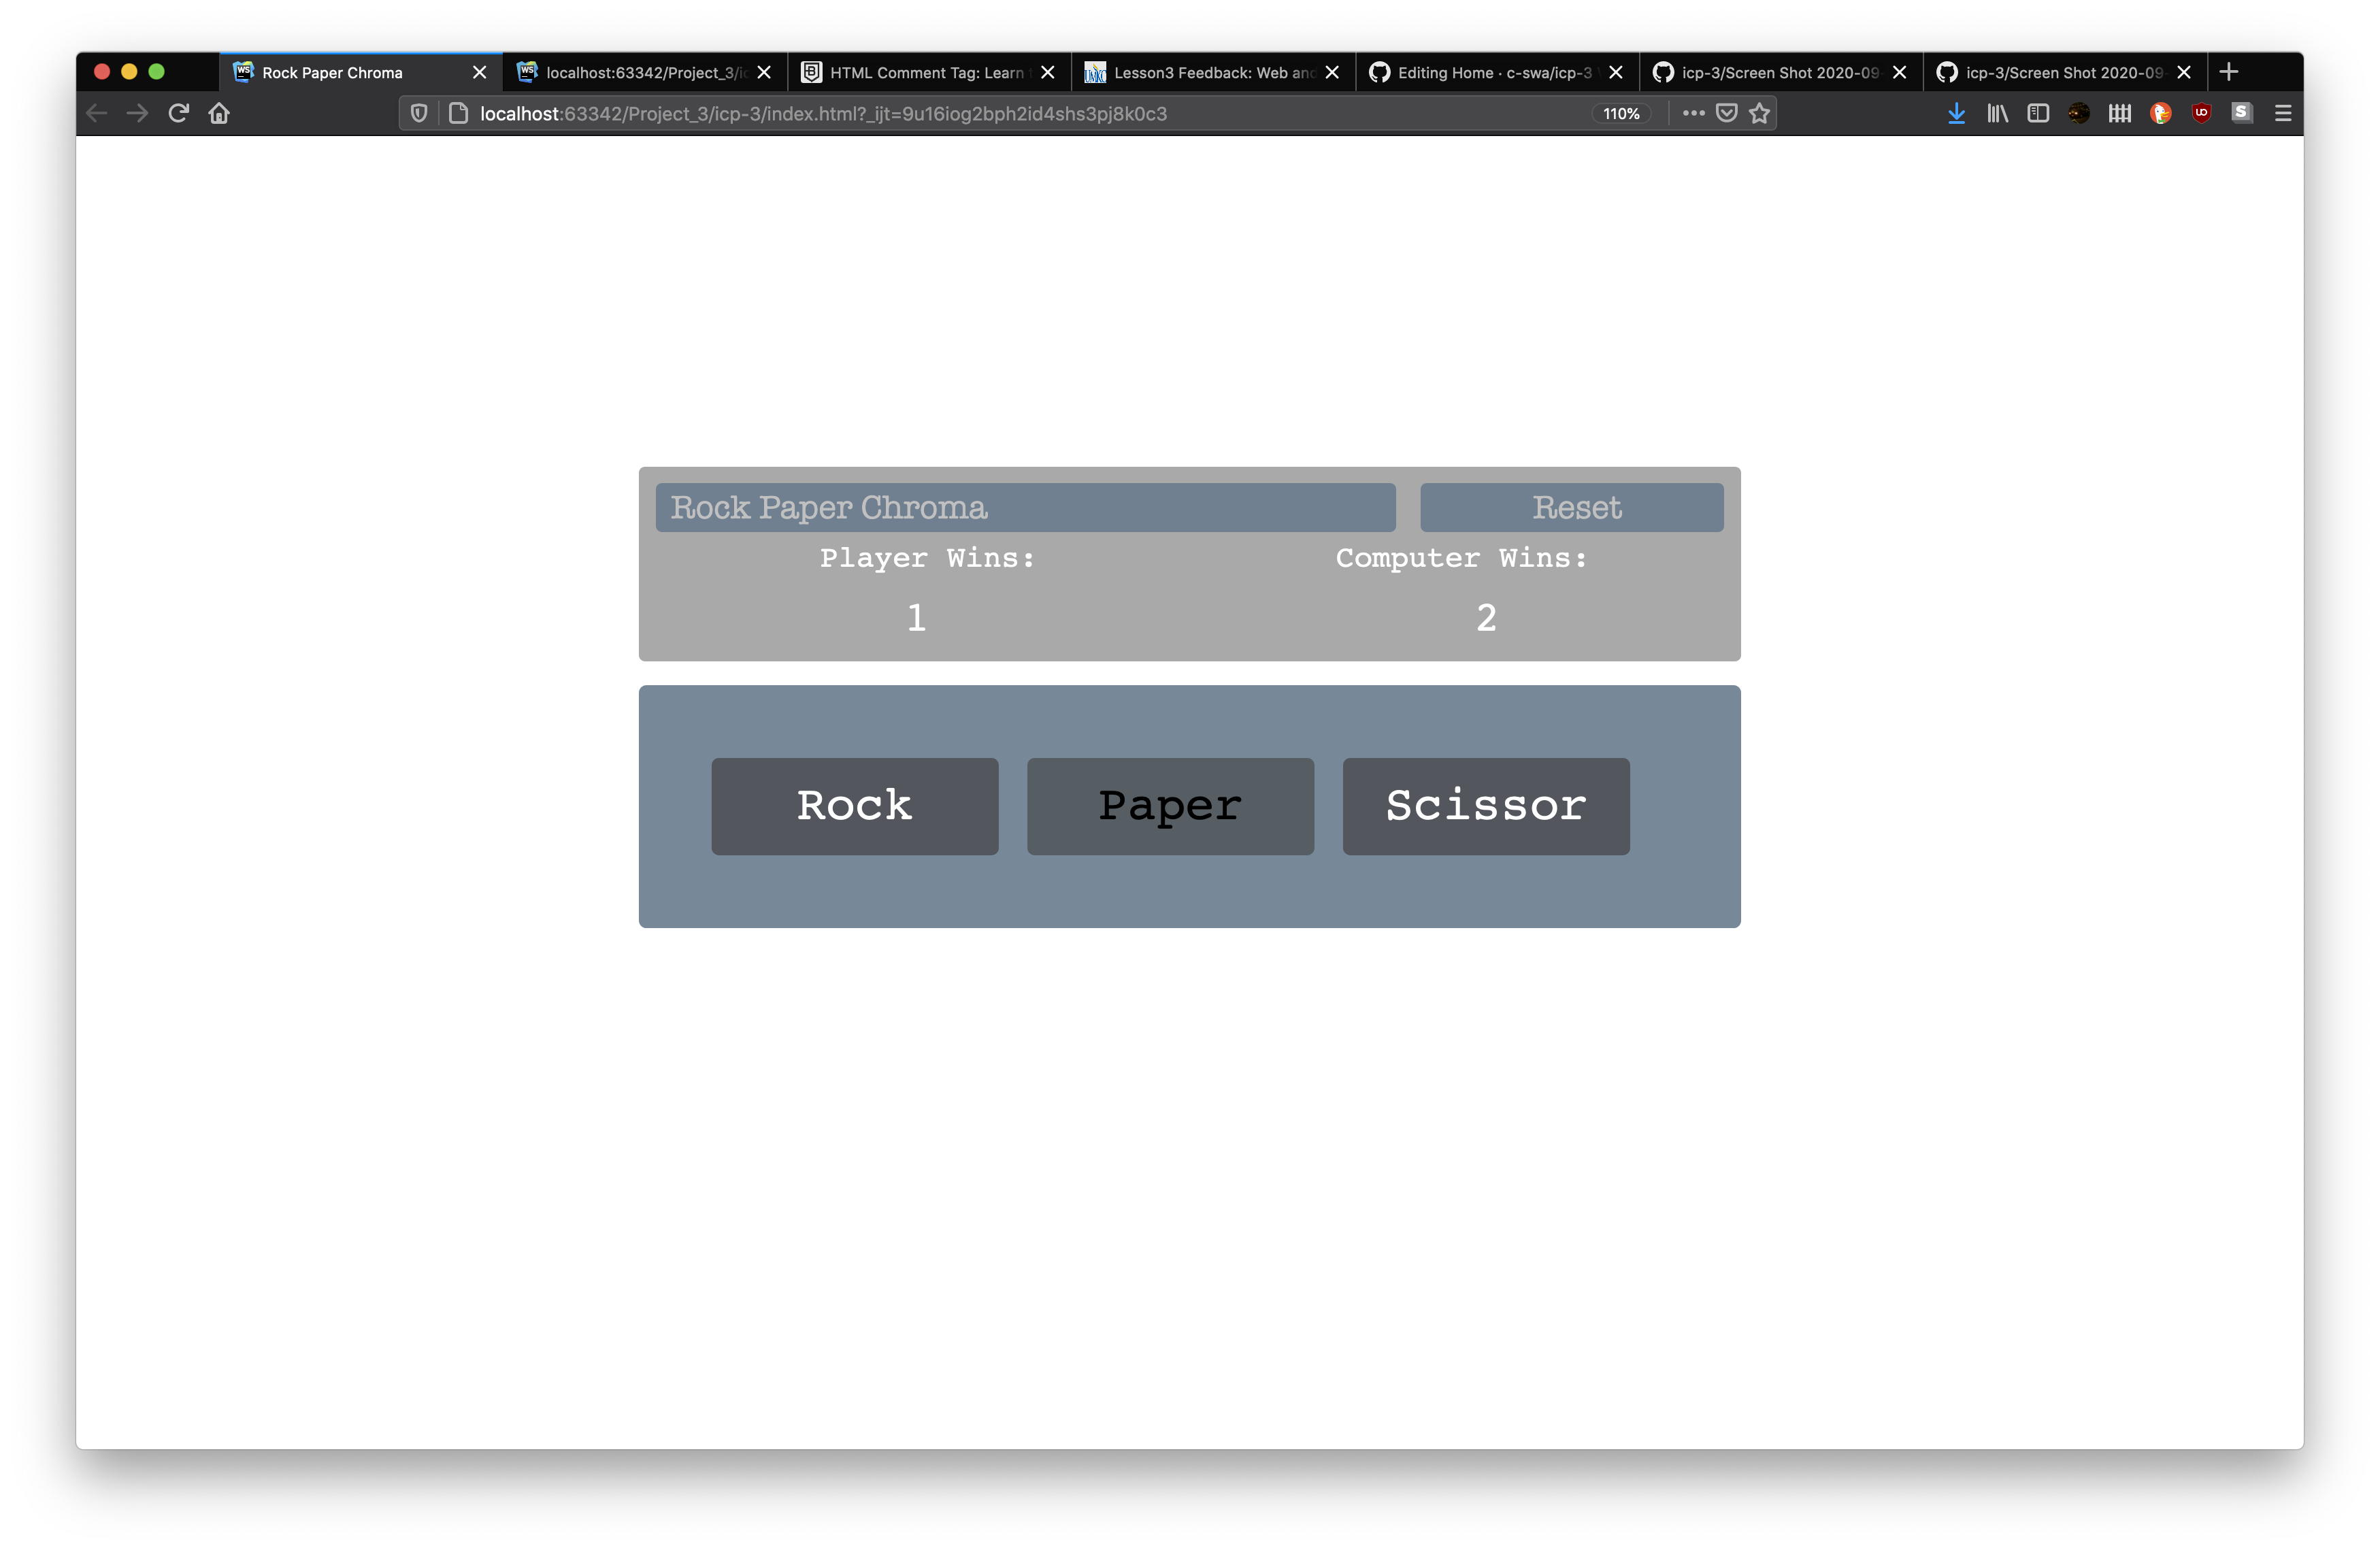 Rock Paper Chroma
localhost:63342/Project_3/ic
HTML Comment Tag: Learn
Lesson3 Feedback: Web and
Editing Home · c-swa/icp-3
icp-3/Screen Shot 2020-09-
icp-3/Screen Shot 2020-09-
localhost:63342/Project_3/icp-3/index.html?_ijt=9u16iog2bph2id4shs3pj8k0c3
110%
Rock Paper Chroma
Reset
Player Wins:
Computer Wins:
1
2
Rock
Paper
Scissor